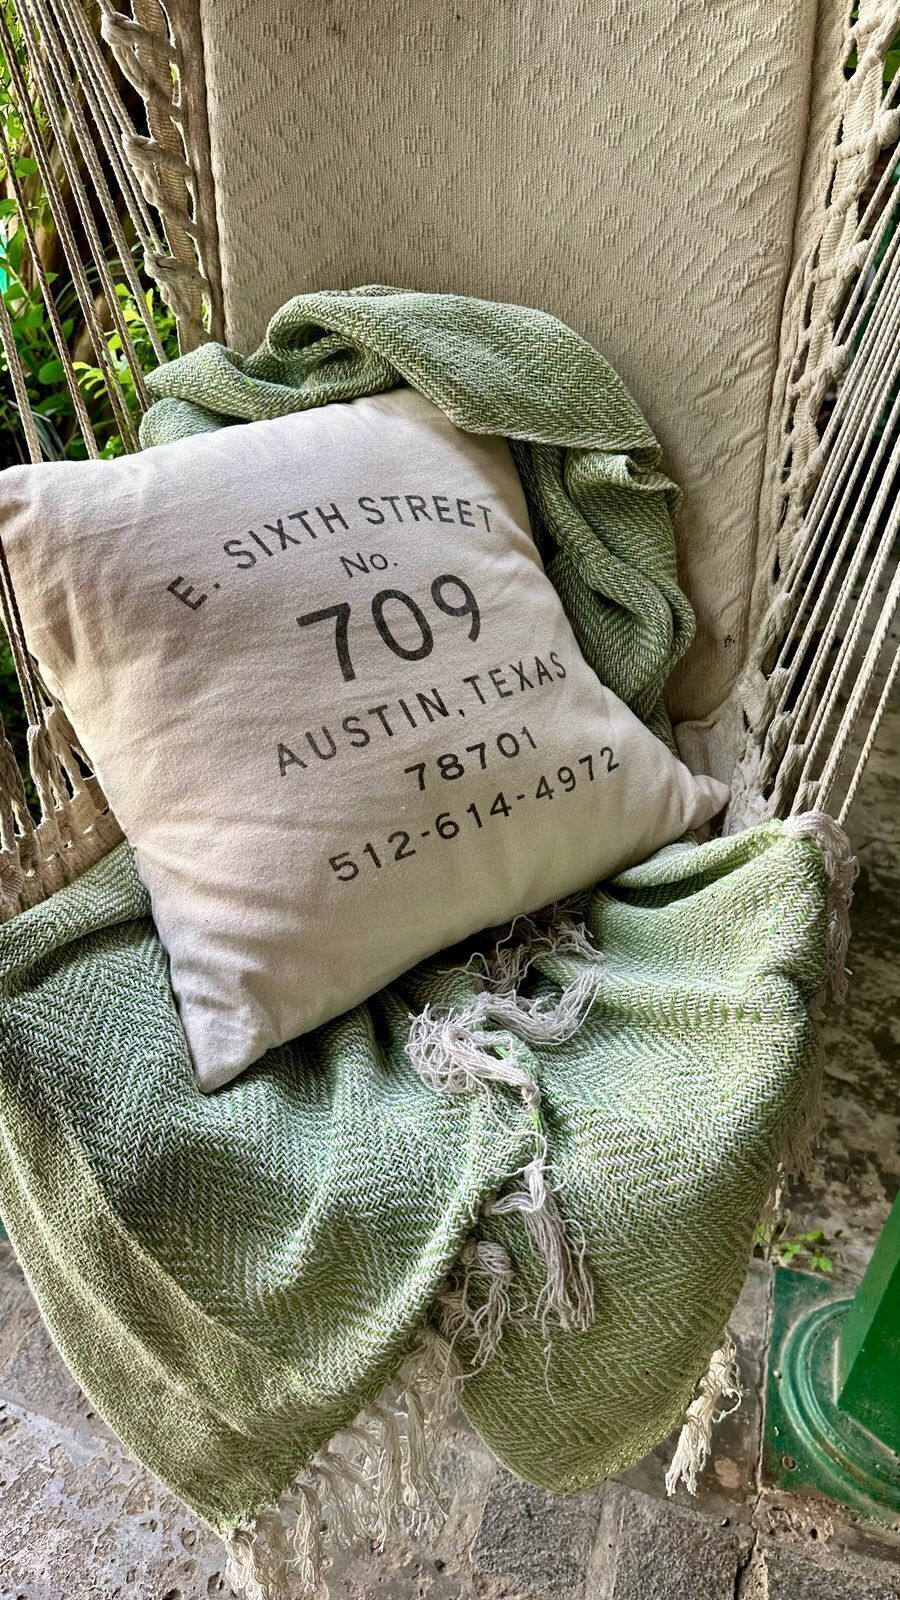 E. SIXTH STREET
No.
709
AUSTIN, TEXAS
78701
512-614-4972